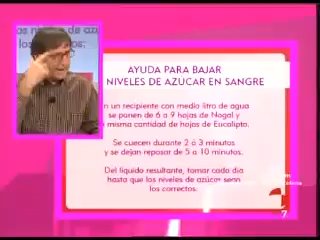 AYUDA PARA BAJAR
NIVELES DE AZUCAR EN SANGRE
n un recipiente con medio litro de agua
se ponen de 6 a 9 hojas de Nogal y
misma cantidad de hojas de Eucalipto.
Se cuecen durante 2 ó 3 minutos
y se dejan reposar de 5 a 10 minutos.
Del líquido resultante, tomar cada dia
hasta que los niveles de azúcar sean
los correctos.
7